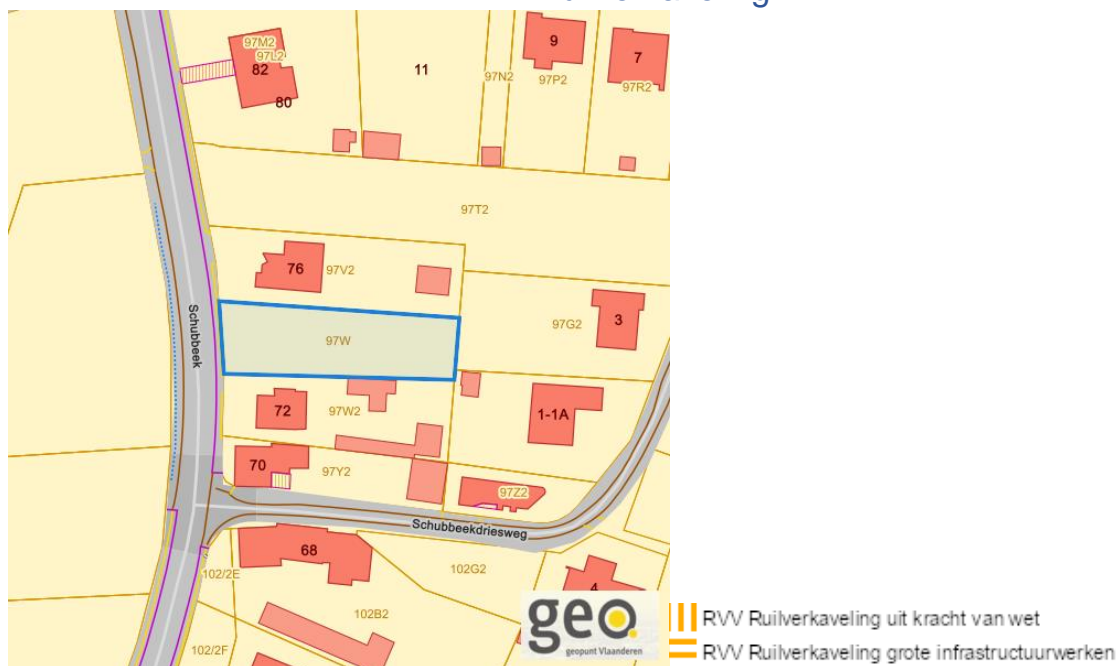 97M2
97L2
82
80
11
97N2
9
97P2
7
97R2
97T2
76
97V2
Schubbeek
97W
97G2
3
72
97W2
1-1A
70
97Y2
97Z2
Schubbeekdriesweg
68
102/2E
102G2
4
102B2
102/2F
geo
geopunt Vlaanderen
RVV Ruilverkaveling uit kracht van wet
RVV Ruilverkaveling grote infrastructuurwerken